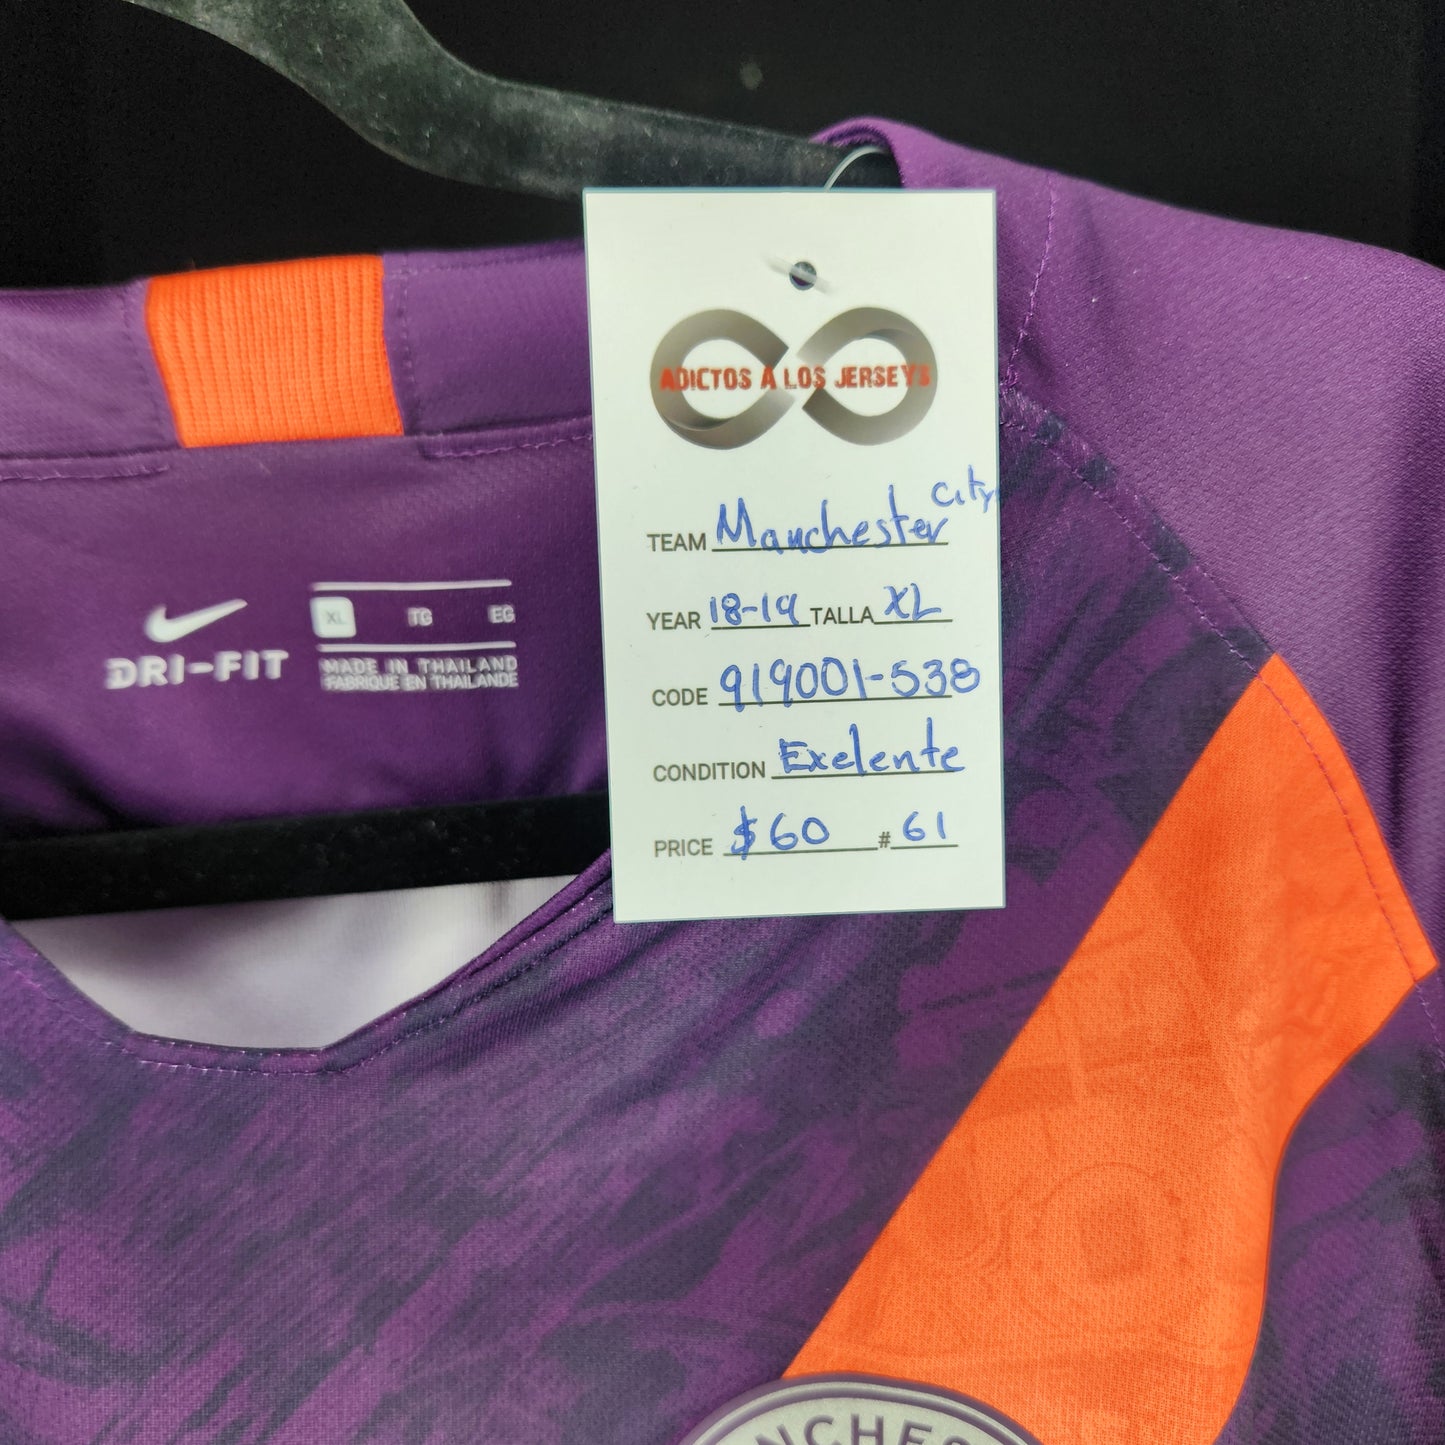 ADICTOS A LOS JERSEYS
TEAM Manchester City
YEAR 18-19 TALLA XL
CODE 919001-538
CONDITION Exelente
PRICE $60 # 61
XL TG EG
DRI-FIT
MADE IN THAILAND
FABRIQUE EN THAILANDE